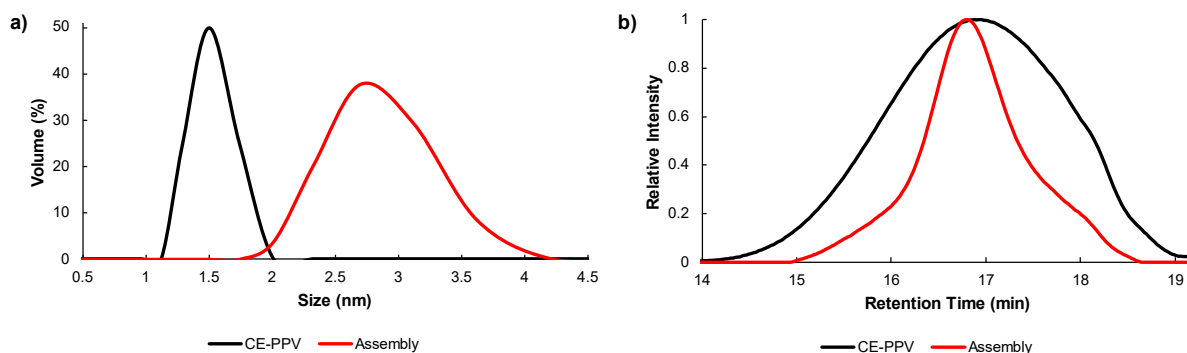 a)
Volume (%)
50
40
30
20
10
0
0.5 1 1.5 2 2.5 3 3.5 4 4.5
Size (nm)
CE-PPV Assembly
b)
Relative Intensity
1
0.8
0.6
0.4
0.2
0
14 15 16 17 18 19
Retention Time (min)
CE-PPV Assembly